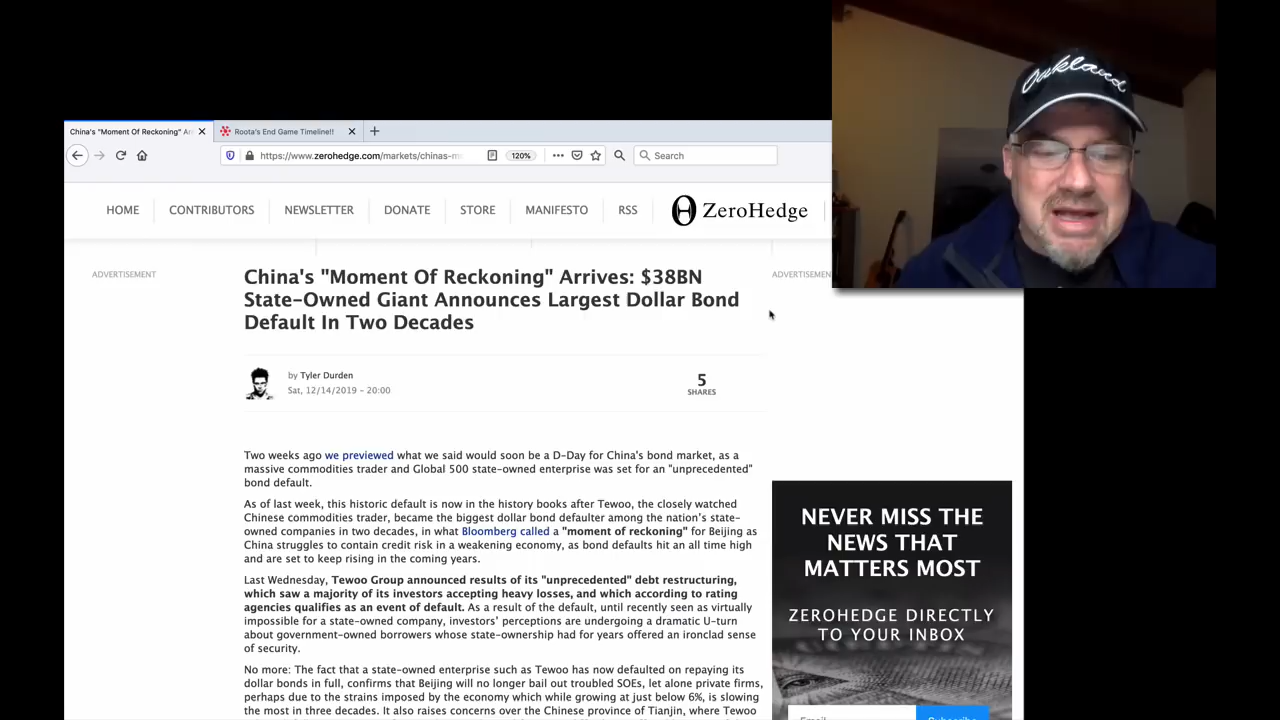 Oakland
China's "Moment Of Reckoning" Ar
Roota's End Game Timeline!!
https://www.zerohedge.com/markets/chinas-m
120%
Search
HOME
CONTRIBUTORS
NEWSLETTER
DONATE
STORE
MANIFESTO
RSS
ZeroHedge
ADVERTISEMENT
China's "Moment Of Reckoning" Arrives: $38BN
State-Owned Giant Announces Largest Dollar Bond
Default In Two Decades
ADVERTISEMEN
by Tyler Durden
Sat, 12/14/2019 - 20:00
5
SHARES
Two weeks ago we previewed what we said would soon be a D-Day for China's bond market, as a
massive commodities trader and Global 500 state-owned enterprise was set for an "unprecedented"
bond default.
As of last week, this historic default is now in the history books after Tewoo, the closely watched
Chinese commodities trader, became the biggest dollar bond defaulter among the nation's state-
owned companies in two decades, in what Bloomberg called a "moment of reckoning" for Beijing as
China struggles to contain credit risk in a weakening economy, as bond defaults hit an all time high
and are set to keep rising in the coming years.
Last Wednesday, Tewoo Group announced results of its "unprecedented" debt restructuring,
which saw a majority of its investors accepting heavy losses, and which according to rating
agencies qualifies as an event of default. As a result of the default, until recently seen as virtually
impossible for a state-owned company, investors' perceptions are undergoing a dramatic U-turn
about government-owned borrowers whose state-ownership had for years offered an ironclad sense
of security.
No more: The fact that a state-owned enterprise such as Tewoo has now defaulted on repaying its
dollar bonds in full, confirms that Beijing will no longer bail out troubled SOEs, let alone private firms,
perhaps due to the strains imposed by the economy which while growing at just below 6%, is slowing
the most in three decades. It also raises concerns over the Chinese province of Tianjin, where Tewoo
NEVER MISS THE
NEWS THAT
MATTERS MOST
ZEROHEDGE DIRECTLY
TO YOUR INBOX